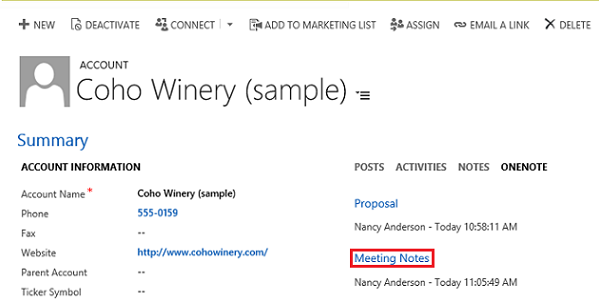 NEW DEACTIVATE CONNECT ADD TO MARKETING LIST ASSIGN EMAIL A LINK DELETE
ACCOUNT
Coho Winery (sample)
Summary
ACCOUNT INFORMATION
Account Name * Coho Winery (sample)
Phone 555-0159
Fax --
Website http://www.cohowinery.com/
Parent Account --
Ticker Symbol --
POSTS ACTIVITIES NOTES ONENOTE
Proposal
Nancy Anderson - Today 10:58:11 AM
Meeting Notes
Nancy Anderson - Today 11:05:49 AM